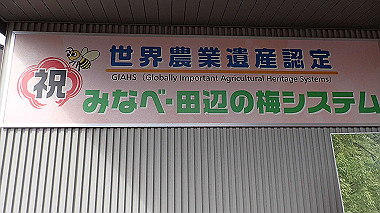 祝
世界農業遺産認定
GIAHS (Globally Important Agricultural Heritage Systems)
みなべ・田辺の梅システム